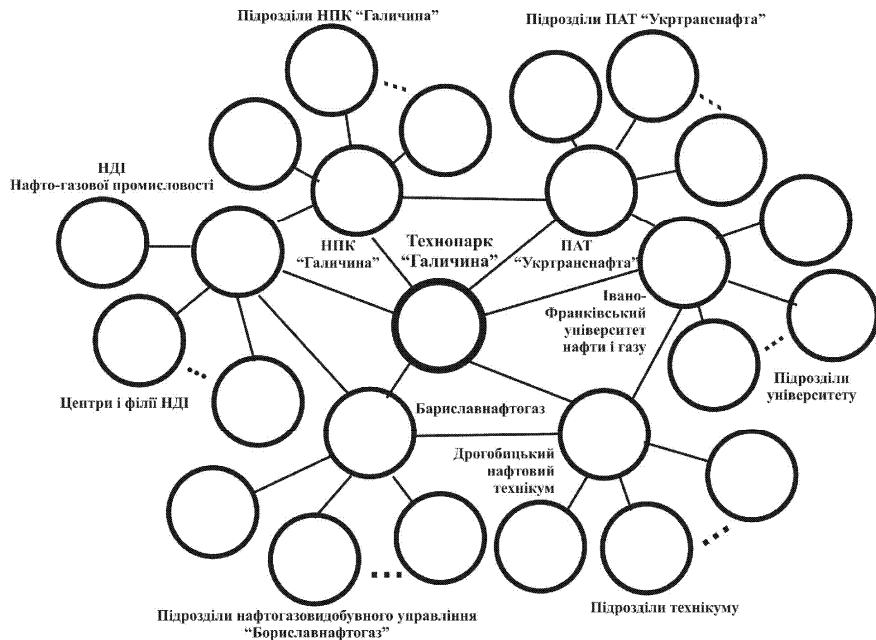 Підрозділи НПК “Галичина”
Підрозділи ПАТ “Укртранснафта”
НДІ
Нафто-газової промисловості
НПК
“Галичина”
Технопарк
“Галичина”
ПАТ
“Укртранснафта”
Івано-
Франківський
університет
нафти і газу
Підрозділи
університету
Центри і філії НДІ
Бариславнафтогаз
Дрогобицький
нафтовий
технікум
Підрозділи технікуму
Підрозділи нафтогазовидобувного управління
“Бориславнафтогаз”